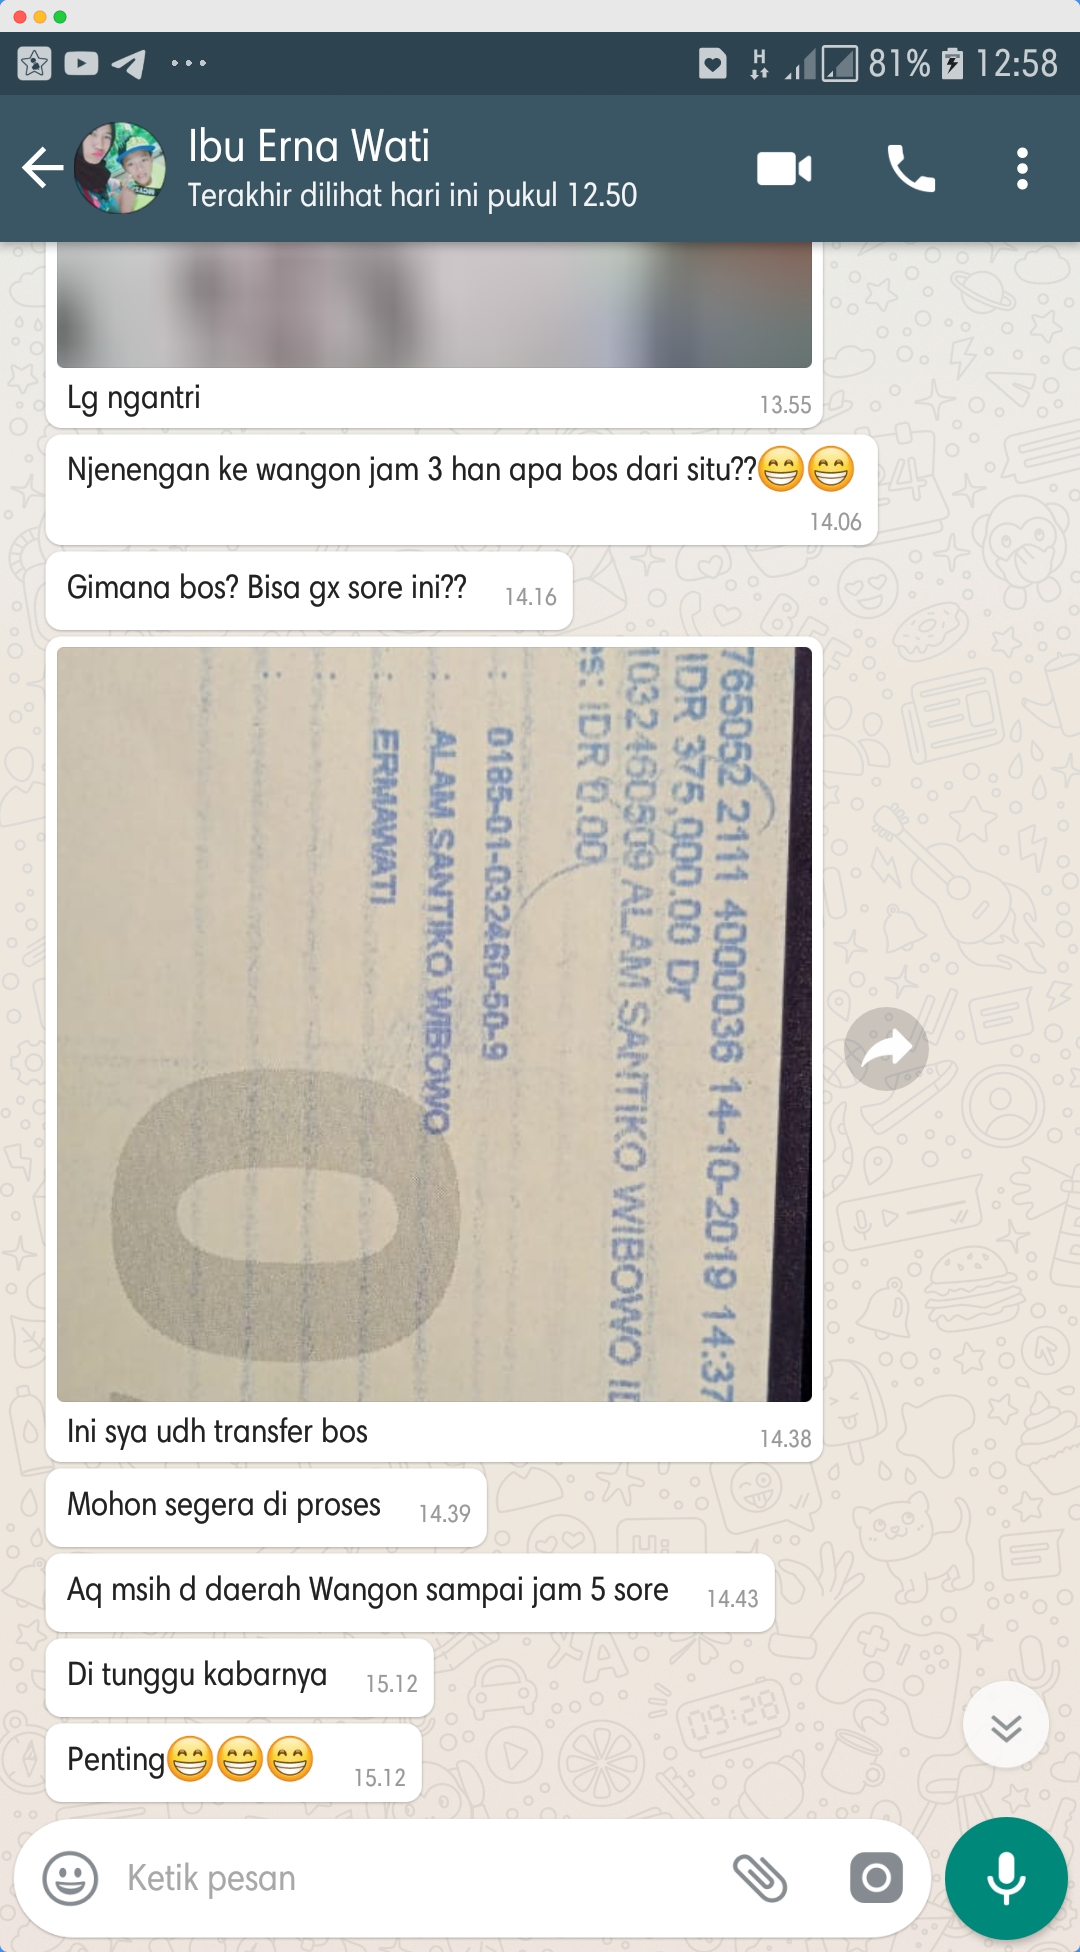 81% 12:58
Ibu Erna Wati
Terakhir dilihat hari ini pukul 12.50
Lg ngantri
13.55
Njenengan ke wangon jam 3 han apa bos dari situ??😁😁
14.06
Gimana bos? Bisa gx sore ini??
14.16
765052 2111 4000036 14-10-2019 14:37
IDR 375,000.00 Dr
1032460509 ALAM SANTIKO WIBOWO
es: IDR 0.00
: 0185-01-032460-50-9
: ALAM SANTIKO WIBOWO
: ERMAWATI
:
:
Ini sya udh transfer bos
14.38
Mohon segera di proses
14.39
Aq msih d daerah Wangon sampai jam 5 sore
14.43
Di tunggu kabarnya
15.12
Penting😁😁😁
15.12
Ketik pesan